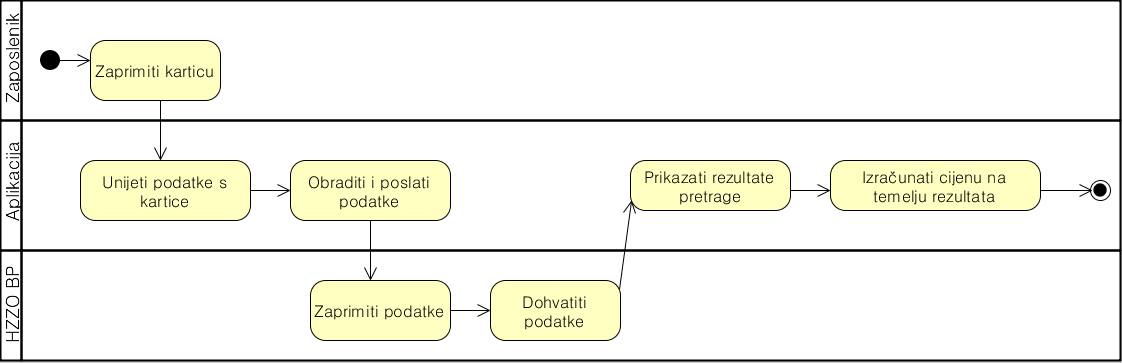 Zaposlenik
Zaprimiti karticu
Aplikacija
Unijeti podatke s
kartice
Obraditi i poslati
podatke
Prikazati rezultate
pretrage
Izračunati cijenu na
temelju rezultata
HZZO BP
Zaprimiti podatke
Dohvatiti
podatke